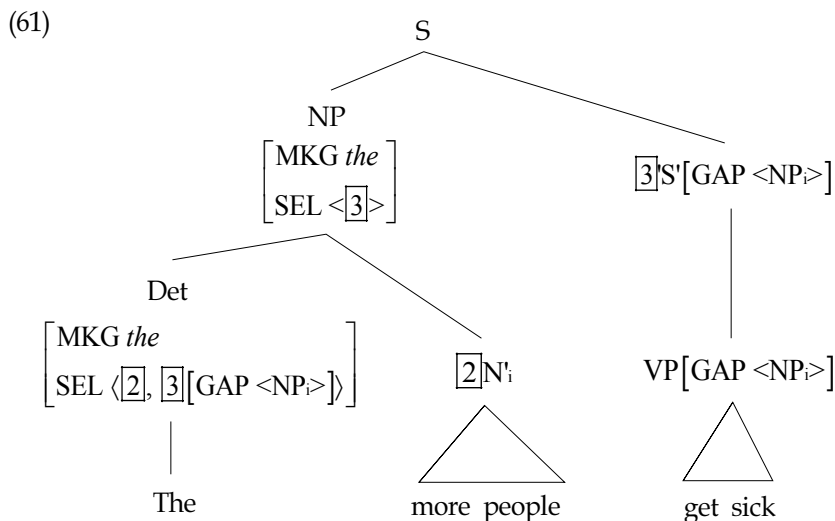 (61)
S
NP
[MKG the
SEL <3>]
3'S'[GAP <NPi>]
Det
[MKG the
SEL ⟨2, 3[GAP <NPi>]⟩]
2N'i
VP[GAP <NPi>]
The
more people
get sick